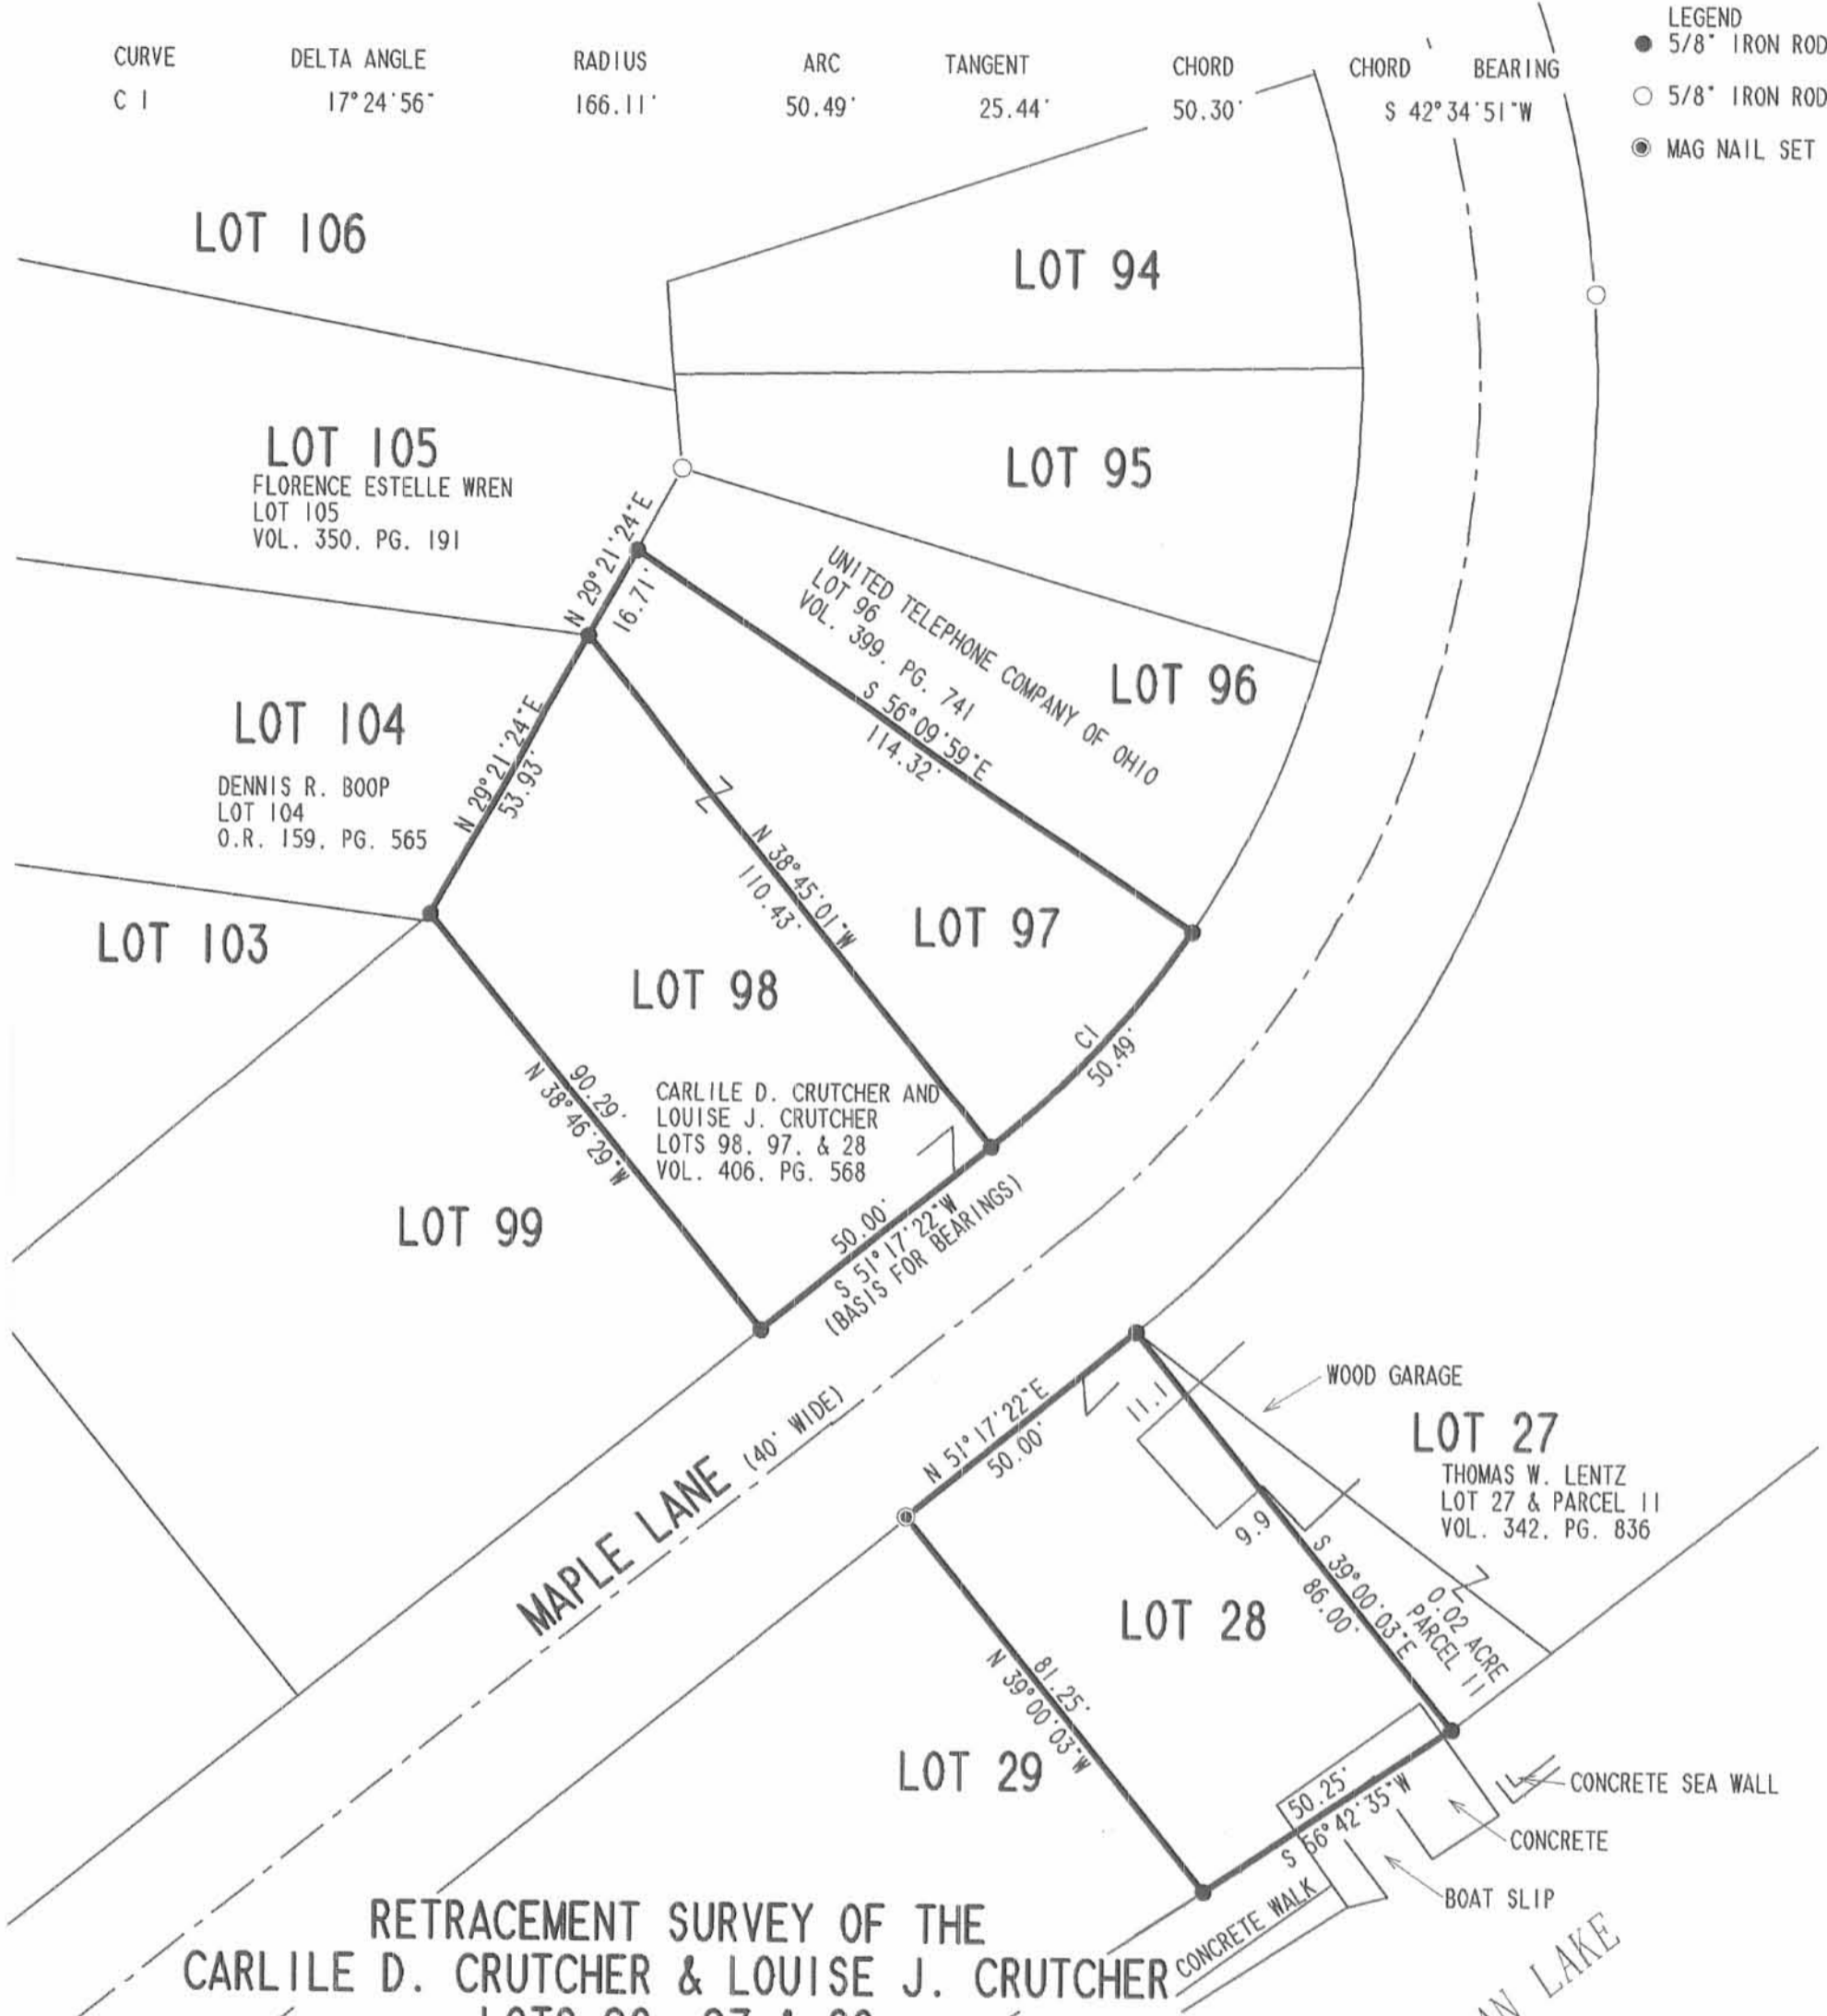 LEGEND
5/8" IRON ROD
5/8" IRON ROD
MAG NAIL SET
CURVE DELTA ANGLE RADIUS ARC TANGENT CHORD CHORD BEARING
C 1 17°24'56" 166.11' 50.49' 25.44' 50.30' S 42°34'51"W
LOT 106
LOT 94
LOT 105
FLORENCE ESTELLE WREN
LOT 105
VOL. 350, PG. 191
LOT 95
N 29°21'24"E
16.71'
UNITED TELEPHONE COMPANY OF OHIO
LOT 96
VOL. 399, PG. 741
LOT 96
S 56°09'59"E
114.32'
LOT 104
DENNIS R. BOOP
LOT 104
O.R. 159, PG. 565
N 29°21'24"E
53.93'
N 38°45'01"W
110.43'
LOT 103
LOT 97
LOT 98
C1
50.49'
90.29'
N 38°46'29"W
CARLILE D. CRUTCHER AND
LOUISE J. CRUTCHER
LOTS 98, 97, & 28
VOL. 406, PG. 568
LOT 99
50.00'
S 51°17'22"W
(BASIS FOR BEARINGS)
MAPLE LANE (40' WIDE)
N 51°17'22"E
50.00'
11.1
WOOD GARAGE
LOT 27
THOMAS W. LENTZ
LOT 27 & PARCEL 11
VOL. 342, PG. 836
9.9
S 39°00'03"E
86.00'
0.02 ACRE
PARCEL 11
LOT 28
81.25'
N 39°00'03"W
LOT 29
50.25'
S 56°42'35"W
CONCRETE SEA WALL
CONCRETE
BOAT SLIP
CONCRETE WALK
LAKE
RETRACEMENT SURVEY OF THE
CARLILE D. CRUTCHER & LOUISE J. CRUTCHER